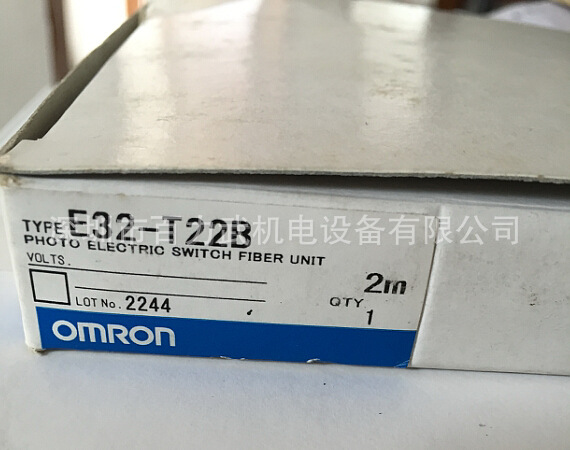 TYPE E32-T22B
PHOTO ELECTRIC SWITCH FIBER UNIT
VOLTS.
2m
LOT No. 2244
QTY 1
OMRON
机电设备有限公司